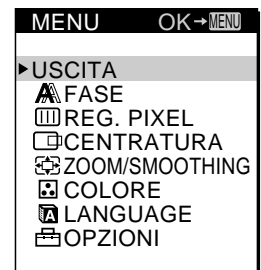 MENU OK→MENU
▶USCITA
FASE
REG. PIXEL
CENTRATURA
ZOOM/SMOOTHING
COLORE
LANGUAGE
OPZIONI